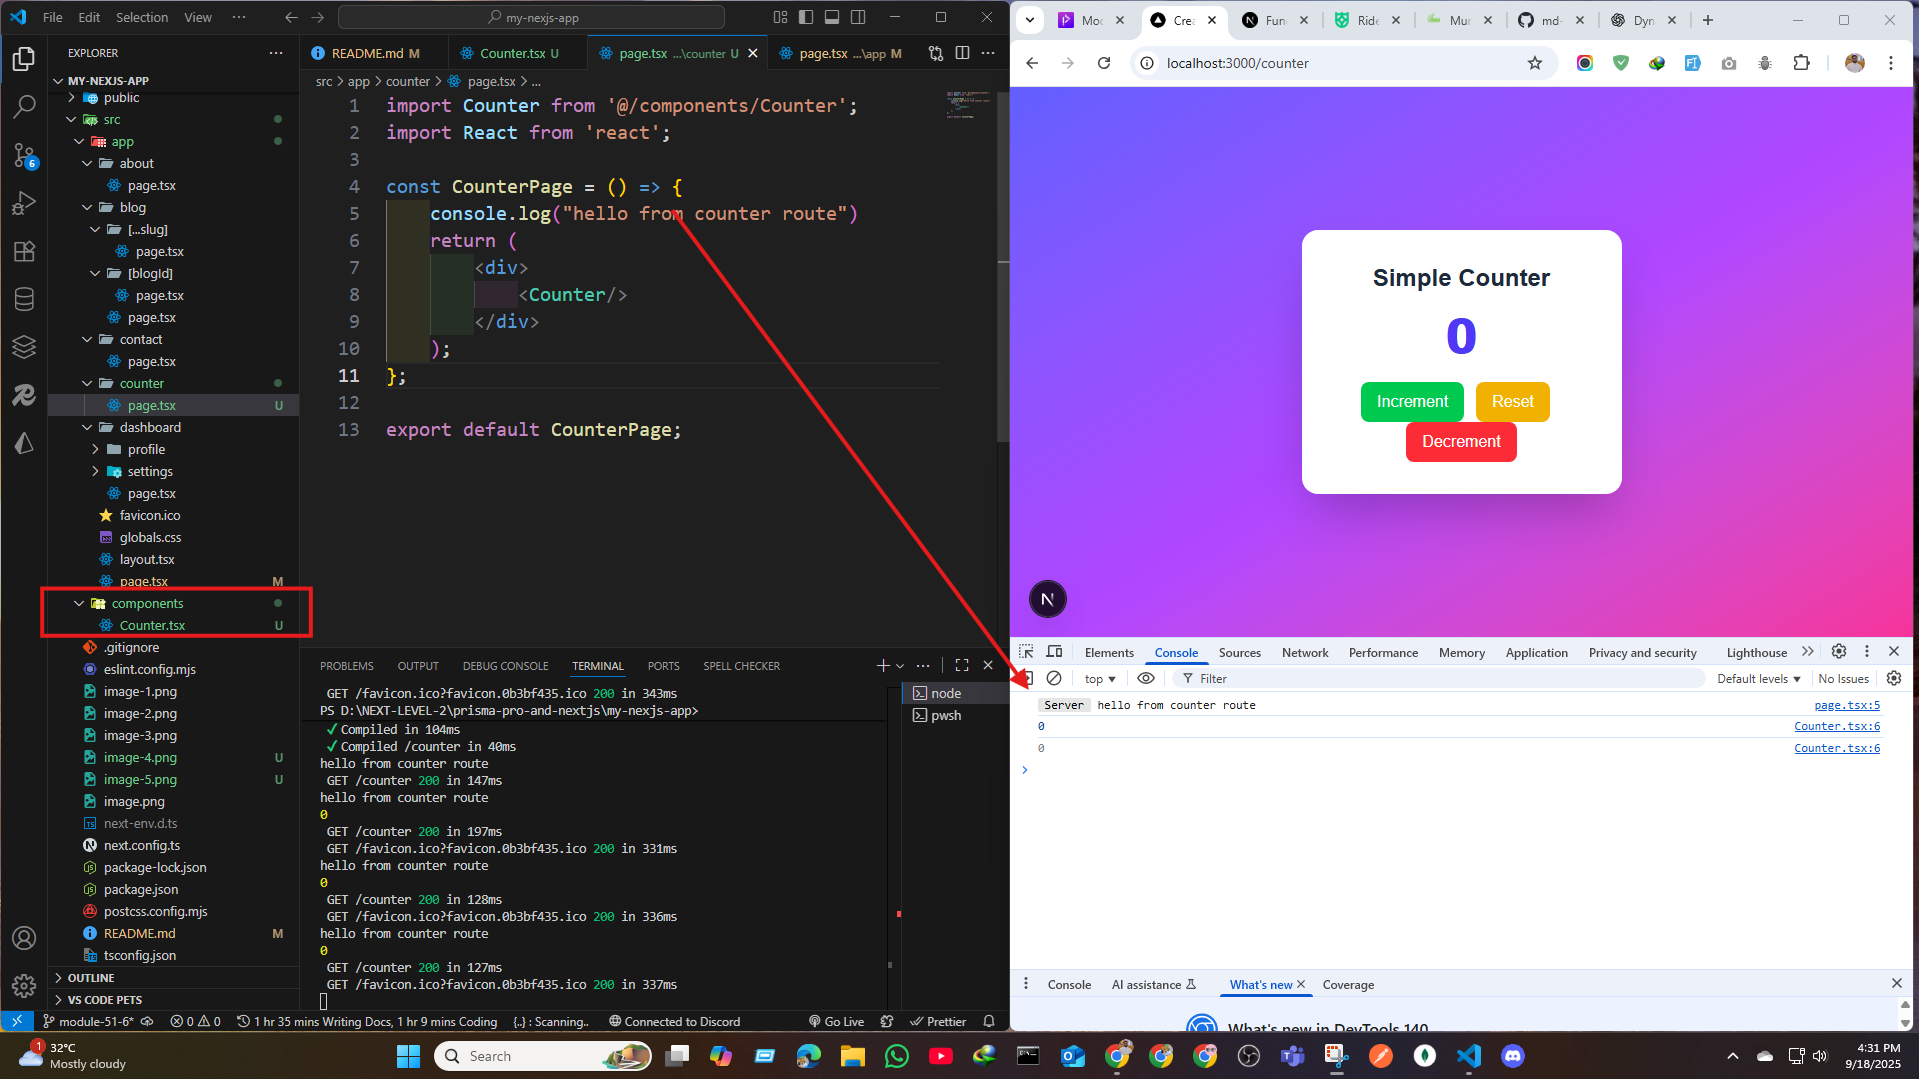 File Edit Selection View ··· my-nexjs-app
EXPLORER ···
MY-NEXJS-APP
public
src
app
about
page.tsx
blog
[...slug]
page.tsx
[blogId]
page.tsx
page.tsx
contact
page.tsx
counter
page.tsx U
dashboard
profile
settings
page.tsx
favicon.ico
globals.css
layout.tsx
page.tsx M
components
Counter.tsx U
.gitignore
eslint.config.mjs
image-1.png
image-2.png
image-3.png
image-4.png U
image-5.png U
image.png
next-env.d.ts
next.config.ts
package-lock.json
package.json
postcss.config.mjs
README.md M
tsconfig.json
OUTLINE
VS CODE PETS
6
README.md M Counter.tsx U page.tsx ...\counter U page.tsx ...\app M
src > app > counter > page.tsx > ...
1 import Counter from '@/components/Counter';
2 import React from 'react';
3
4 const CounterPage = () => {
5 console.log("hello from counter route")
6 return (
7 <div>
8 <Counter/>
9 </div>
10 );
11 };
12
13 export default CounterPage;
PROBLEMS OUTPUT DEBUG CONSOLE TERMINAL PORTS SPELL CHECKER
GET /favicon.ico?favicon.0b3bf435.ico 200 in 343ms
PS D:\NEXT-LEVEL-2\prisma-pro-and-nextjs\my-nexjs-app>
✓ Compiled in 104ms
✓ Compiled /counter in 40ms
hello from counter route
GET /counter 200 in 147ms
hello from counter route
0
GET /counter 200 in 197ms
GET /favicon.ico?favicon.0b3bf435.ico 200 in 331ms
hello from counter route
0
GET /counter 200 in 128ms
GET /favicon.ico?favicon.0b3bf435.ico 200 in 336ms
hello from counter route
0
GET /counter 200 in 127ms
GET /favicon.ico?favicon.0b3bf435.ico 200 in 337ms
node
pwsh
module-51-6* 0 0 1 hr 35 mins Writing Docs, 1 hr 9 mins Coding {..} : Scanning.. Connected to Discord Go Live Prettier
Moc Crea Func Ride Mur md- Dyn
localhost:3000/counter
Simple Counter
0
Increment Reset
Decrement
N
Elements Console Sources Network Performance Memory Application Privacy and security Lighthouse
top Filter Default levels No Issues
Server hello from counter route page.tsx:5
0 Counter.tsx:6
0 Counter.tsx:6
Console AI assistance What's new Coverage
What's new in DevTools 140
1
32°C
Mostly cloudy
Search
4:31 PM
9/18/2025